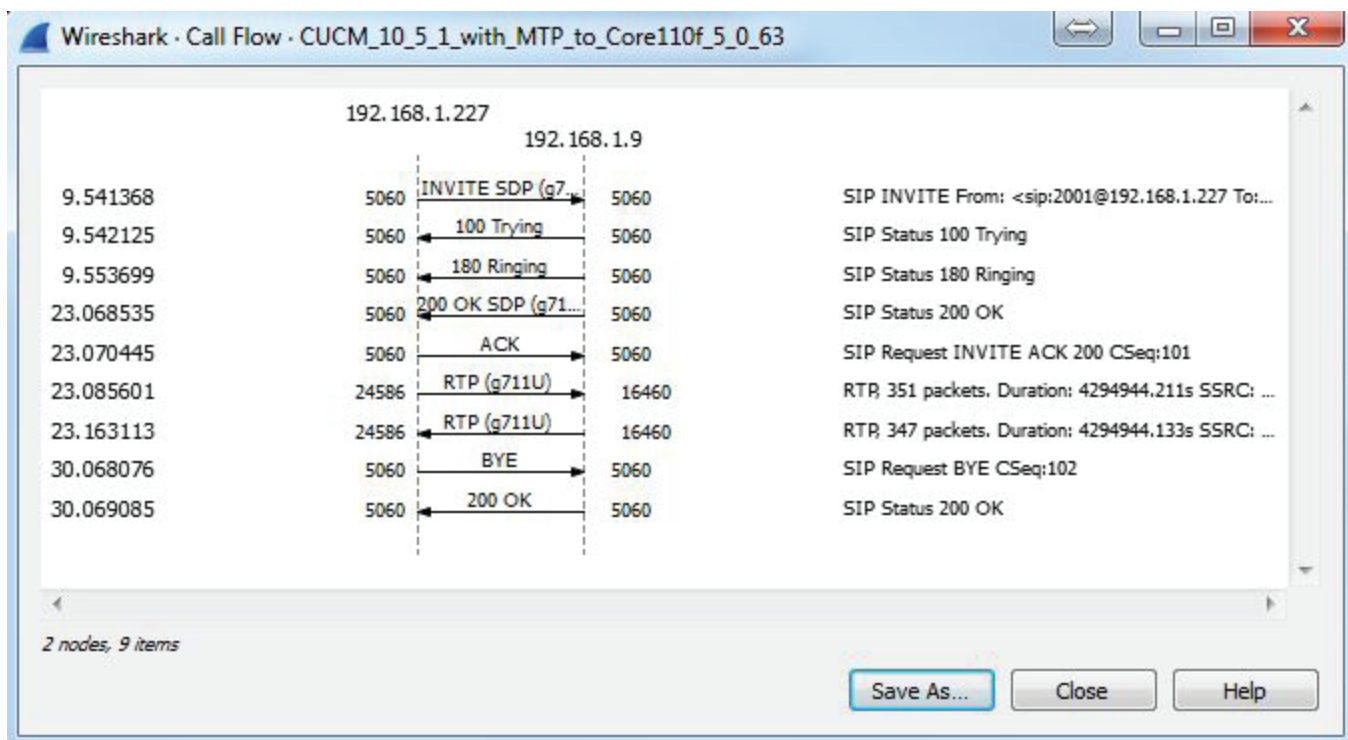 Wireshark · Call Flow · CUCM_10_5_1_with_MTP_to_Core110f_5_0_63
192.168.1.227
192.168.1.9
9.541368 5060 INVITE SDP (g7... 5060 SIP INVITE From: <sip:2001@192.168.1.227 To:...
9.542125 5060 100 Trying 5060 SIP Status 100 Trying
9.553699 5060 180 Ringing 5060 SIP Status 180 Ringing
23.068535 5060 200 OK SDP (g71... 5060 SIP Status 200 OK
23.070445 5060 ACK 5060 SIP Request INVITE ACK 200 CSeq:101
23.085601 24586 RTP (g711U) 16460 RTP, 351 packets. Duration: 4294944.211s SSRC: ...
23.163113 24586 RTP (g711U) 16460 RTP, 347 packets. Duration: 4294944.133s SSRC: ...
30.068076 5060 BYE 5060 SIP Request BYE CSeq:102
30.069085 5060 200 OK 5060 SIP Status 200 OK
2 nodes, 9 items
Save As... Close Help